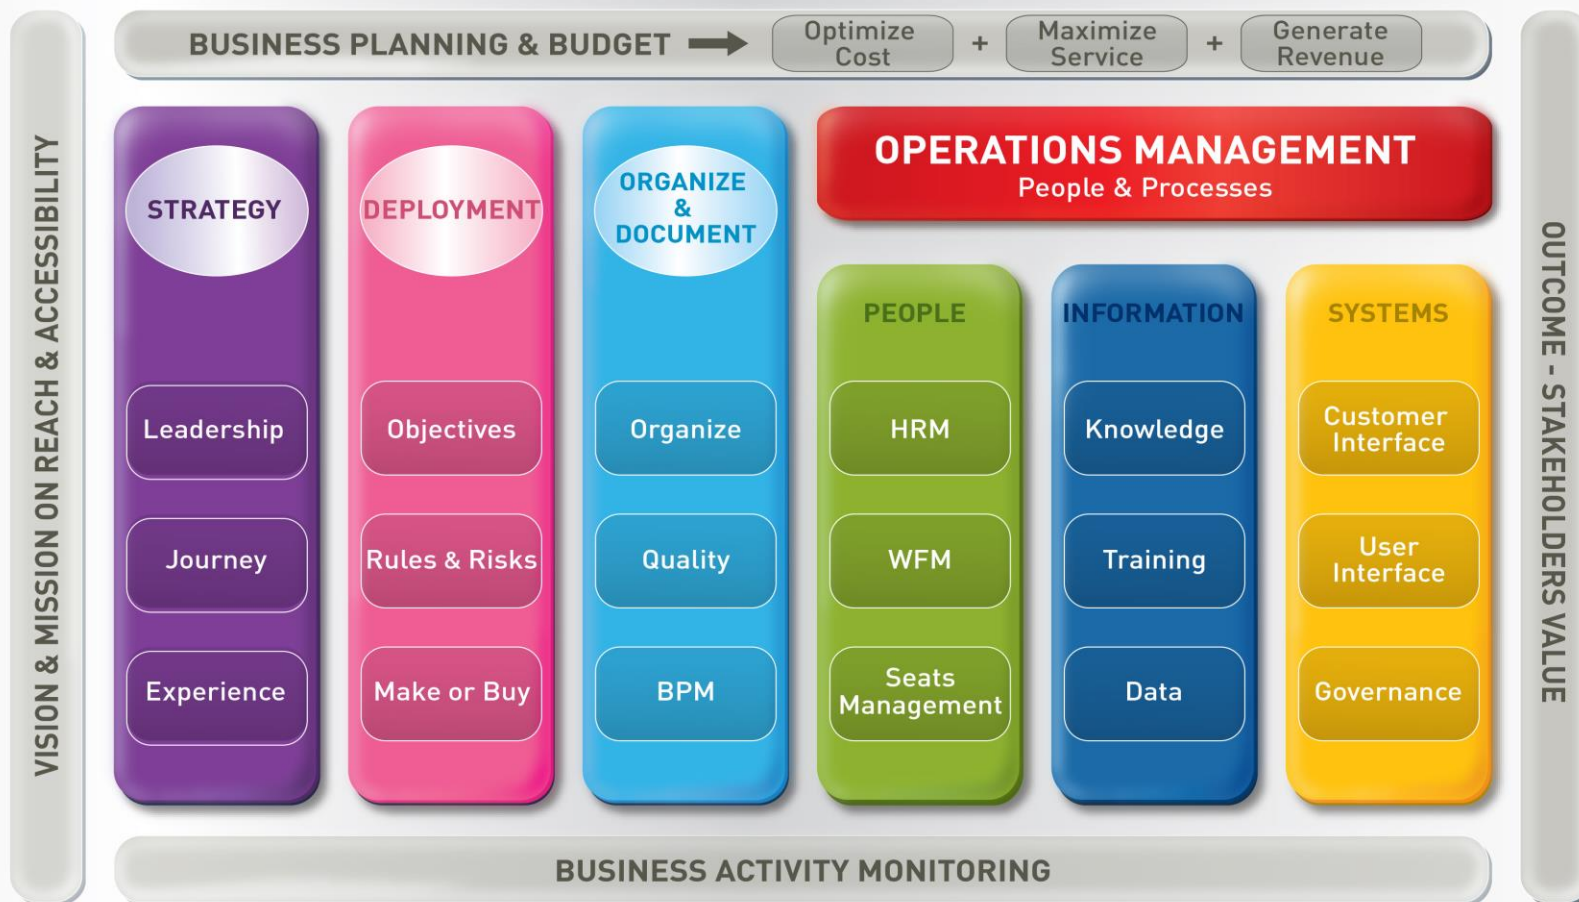 BUSINESS PLANNING & BUDGET
Optimize
Cost
+
Maximize
Service
+
Generate
Revenue
VISION & MISSION ON REACH & ACCESSIBILITY
STRATEGY
Leadership
Journey
Experience
DEPLOYMENT
Objectives
Rules & Risks
Make or Buy
ORGANIZE
&
DOCUMENT
Organize
Quality
BPM
OPERATIONS MANAGEMENT
People & Processes
PEOPLE
HRM
WFM
Seats
Management
INFORMATION
Knowledge
Training
Data
SYSTEMS
Customer
Interface
User
Interface
Governance
OUTCOME - STAKEHOLDERS VALUE
BUSINESS ACTIVITY MONITORING